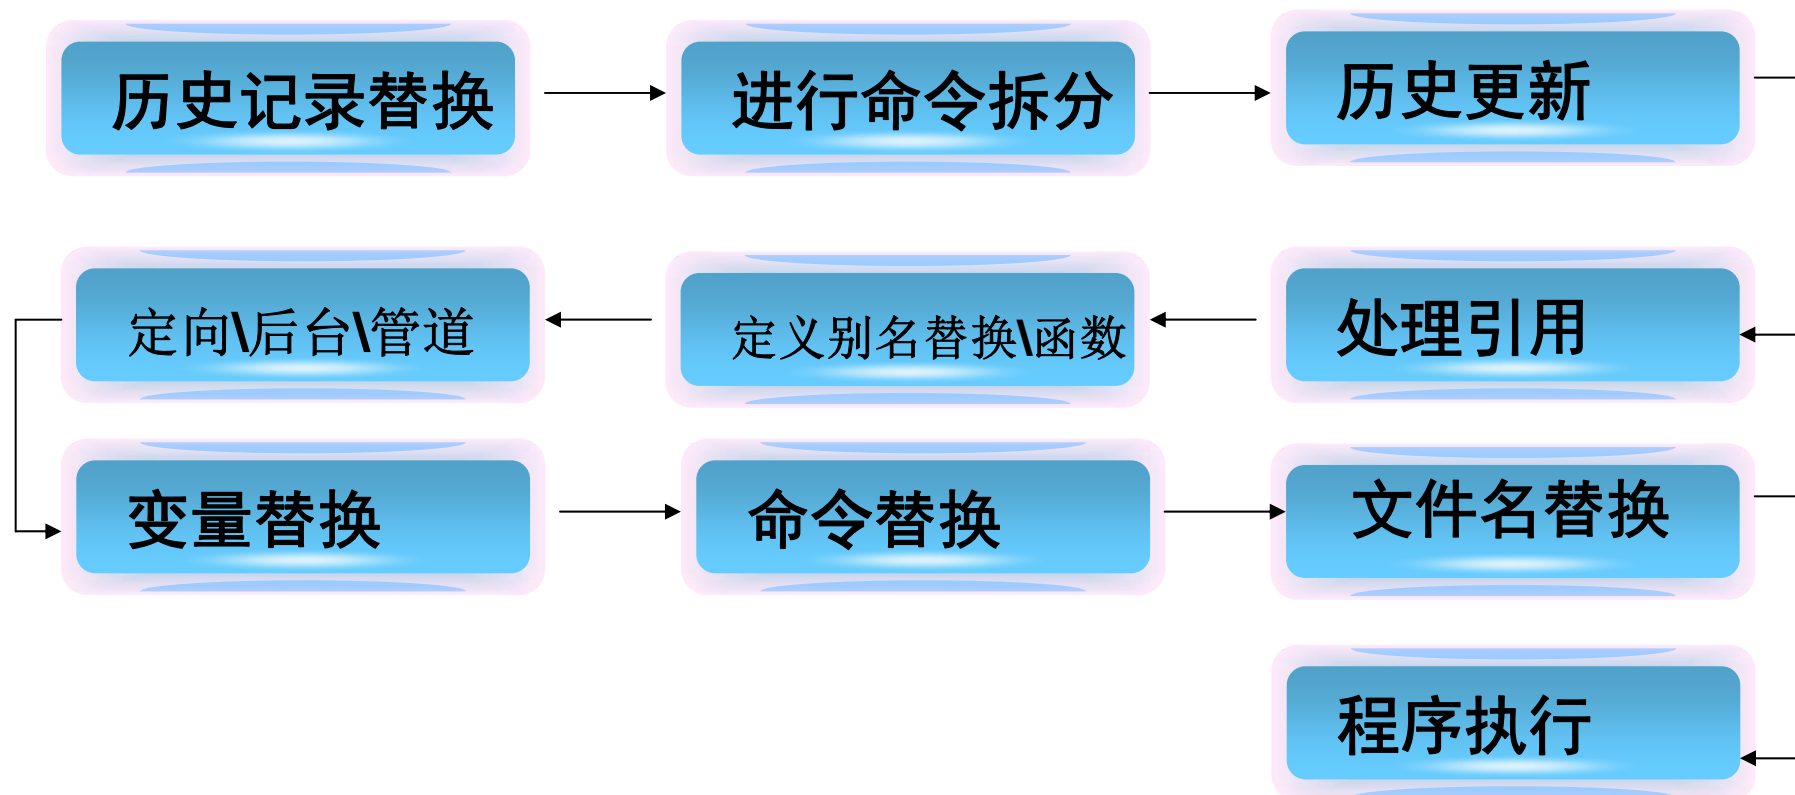 历史记录替换
进行命令拆分
历史更新
定向\后台\管道
定义别名替换\函数
处理引用
变量替换
命令替换
文件名替换
程序执行